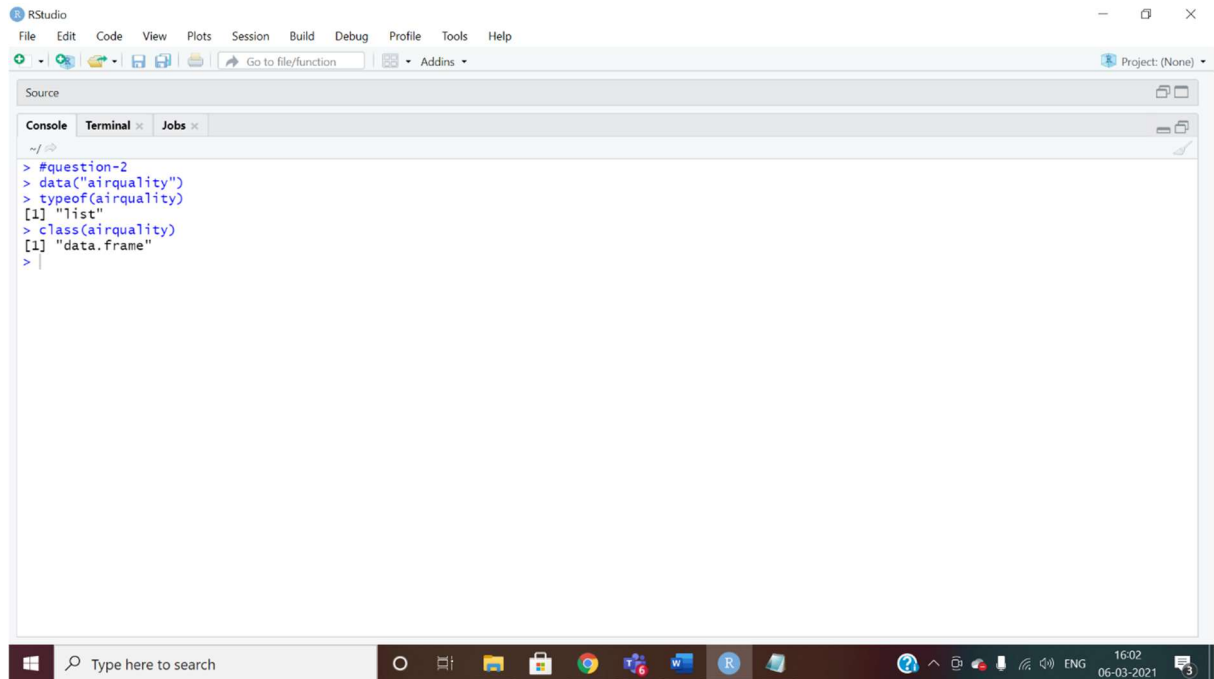 RStudio
File Edit Code View Plots Session Build Debug Profile Tools Help
Go to file/function Addins Project: (None)
Source
Console Terminal Jobs
~/
> #question-2
> data("airquality")
> typeof(airquality)
[1] "list"
> class(airquality)
[1] "data.frame"
>
Type here to search
ENG
16:02
06-03-2021